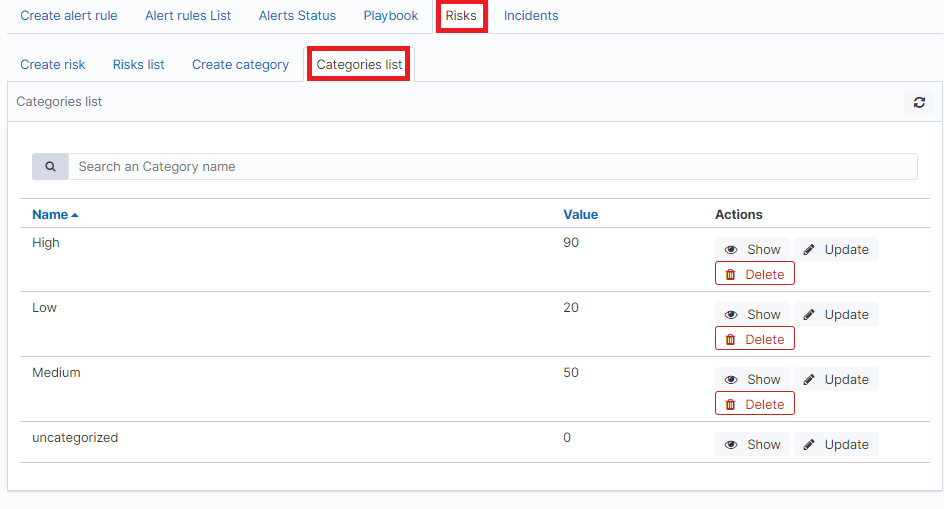 Create alert rule Alert rules List Alerts Status Playbook Risks Incidents
Create risk Risks list Create category Categories list
Categories list
Search an Category name
Name Value Actions
High 90 Show Update
Delete
Low 20 Show Update
Delete
Medium 50 Show Update
Delete
uncategorized 0 Show Update